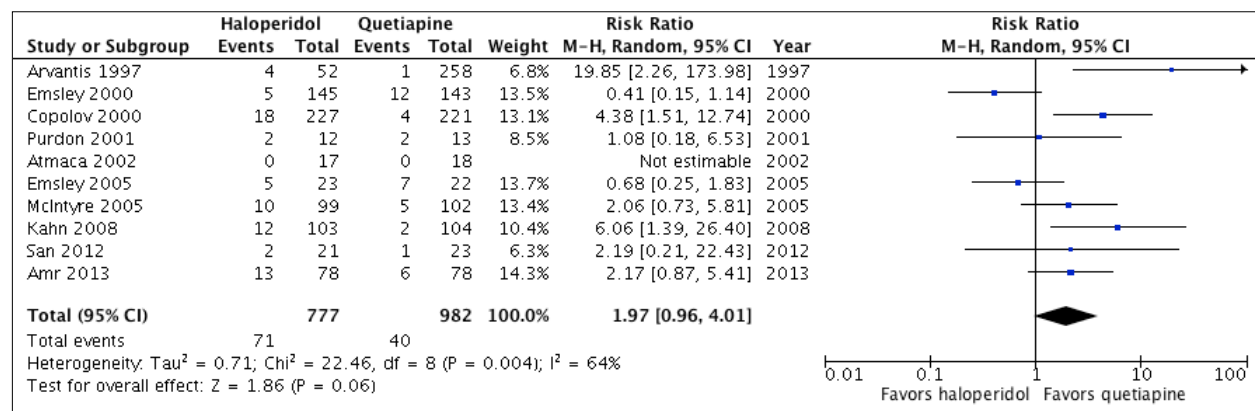 Haloperidol Quetiapine Risk Ratio Risk Ratio
Study or Subgroup Events Total Events Total Weight M-H, Random, 95% CI Year M-H, Random, 95% CI
Arvantis 1997 4 52 1 258 6.8% 19.85 [2.26, 173.98] 1997
Emsley 2000 5 145 12 143 13.5% 0.41 [0.15, 1.14] 2000
Copolov 2000 18 227 4 221 13.1% 4.38 [1.51, 12.74] 2000
Purdon 2001 2 12 2 13 8.5% 1.08 [0.18, 6.53] 2001
Atmaca 2002 0 17 0 18 Not estimable 2002
Emsley 2005 5 23 7 22 13.7% 0.68 [0.25, 1.83] 2005
McIntyre 2005 10 99 5 102 13.4% 2.06 [0.73, 5.81] 2005
Kahn 2008 12 103 2 104 10.4% 6.06 [1.39, 26.40] 2008
San 2012 2 21 1 23 6.3% 2.19 [0.21, 22.43] 2012
Amr 2013 13 78 6 78 14.3% 2.17 [0.87, 5.41] 2013
Total (95% CI) 777 982 100.0% 1.97 [0.96, 4.01]
Total events 71 40
Heterogeneity: Tau² = 0.71; Chi² = 22.46, df = 8 (P = 0.004); I² = 64%
Test for overall effect: Z = 1.86 (P = 0.06)
0.01 0.1 1 10 100
Favors haloperidol Favors quetiapine